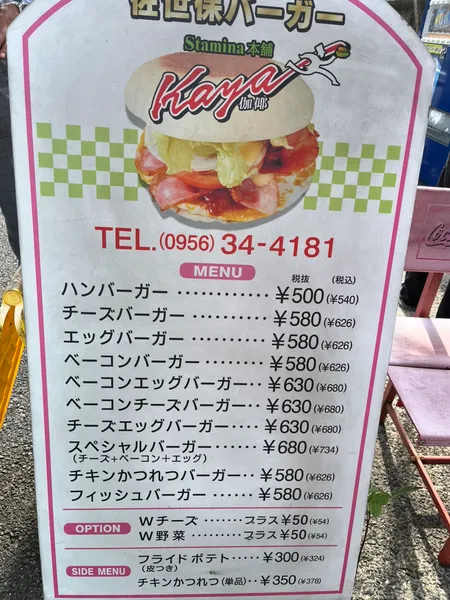 佐世保バーガー
Stamina本舗
Kaya
伽耶
TEL.(0956) 34-4181
MENU
税抜 (税込)
ハンバーガー ············ ¥500(¥540)
チーズバーガー ·········· ¥580(¥626)
エッグバーガー ·········· ¥580(¥626)
ベーコンバーガー ········ ¥580(¥626)
ベーコンエッグバーガー·· ¥630(¥680)
ベーコンチーズバーガー·· ¥630(¥680)
チーズエッグバーガー···· ¥630(¥680)
スペシャルバーガー ······ ¥680(¥734)
(チーズ+ベーコン+エッグ)
チキンかつれつバーガー·· ¥580(¥626)
フィッシュバーガー ······ ¥580(¥626)
OPTION
Wチーズ ········プラス¥50(¥54)
W野菜 ··········プラス¥50(¥54)
SIDE MENU
フライドポテト····· ¥300(¥324)
(皮つき)
チキンかつれつ(単品)·· ¥350(¥378)